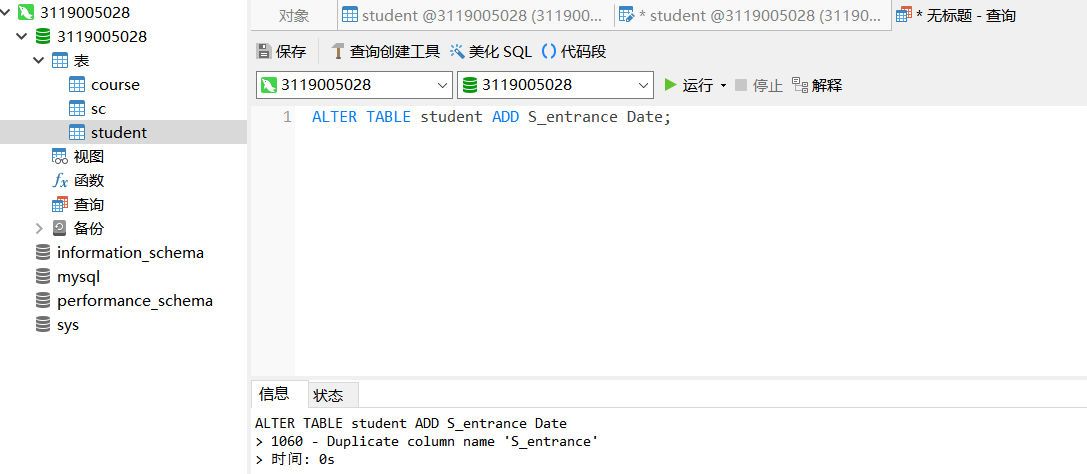 3119005028
3119005028
表
course
sc
student
视图
函数
查询
备份
information_schema
mysql
performance_schema
sys
对象
student @3119005028 (311900...
* student @3119005028 (31190...
* 无标题 - 查询
保存
查询创建工具
美化 SQL
代码段
3119005028
3119005028
运行
停止
解释
1 ALTER TABLE student ADD S_entrance Date;
信息
状态
ALTER TABLE student ADD S_entrance Date
> 1060 - Duplicate column name 'S_entrance'
> 时间: 0s